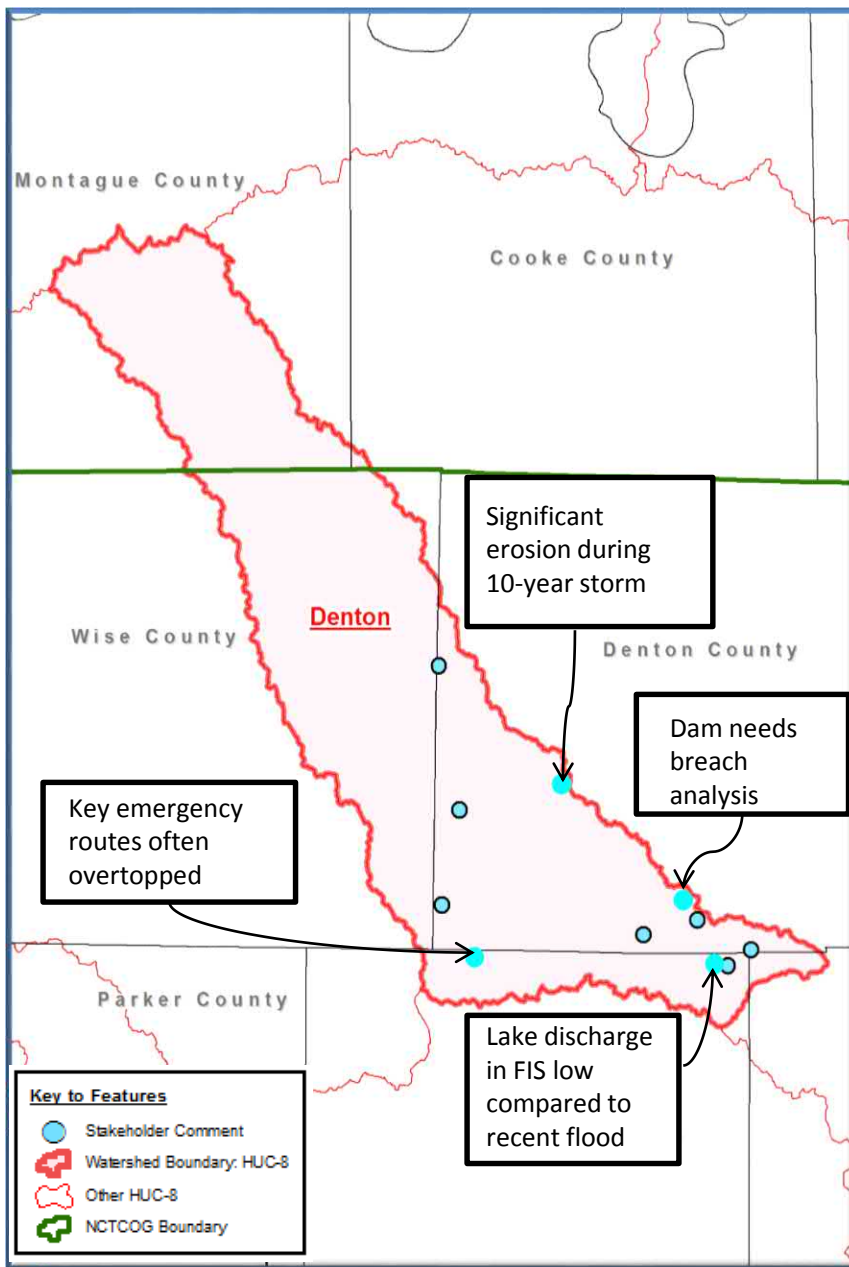 Montague County
Cooke County
Significant
erosion during
10-year storm
Denton
Wise County
Denton County
Dam needs
breach
analysis
Key emergency
routes often
overtopped
Parker County
Lake discharge
in FIS low
compared to
recent flood
Key to Features
Stakeholder Comment
Watershed Boundary: HUC-8
Other HUC-8
NCTCOG Boundary